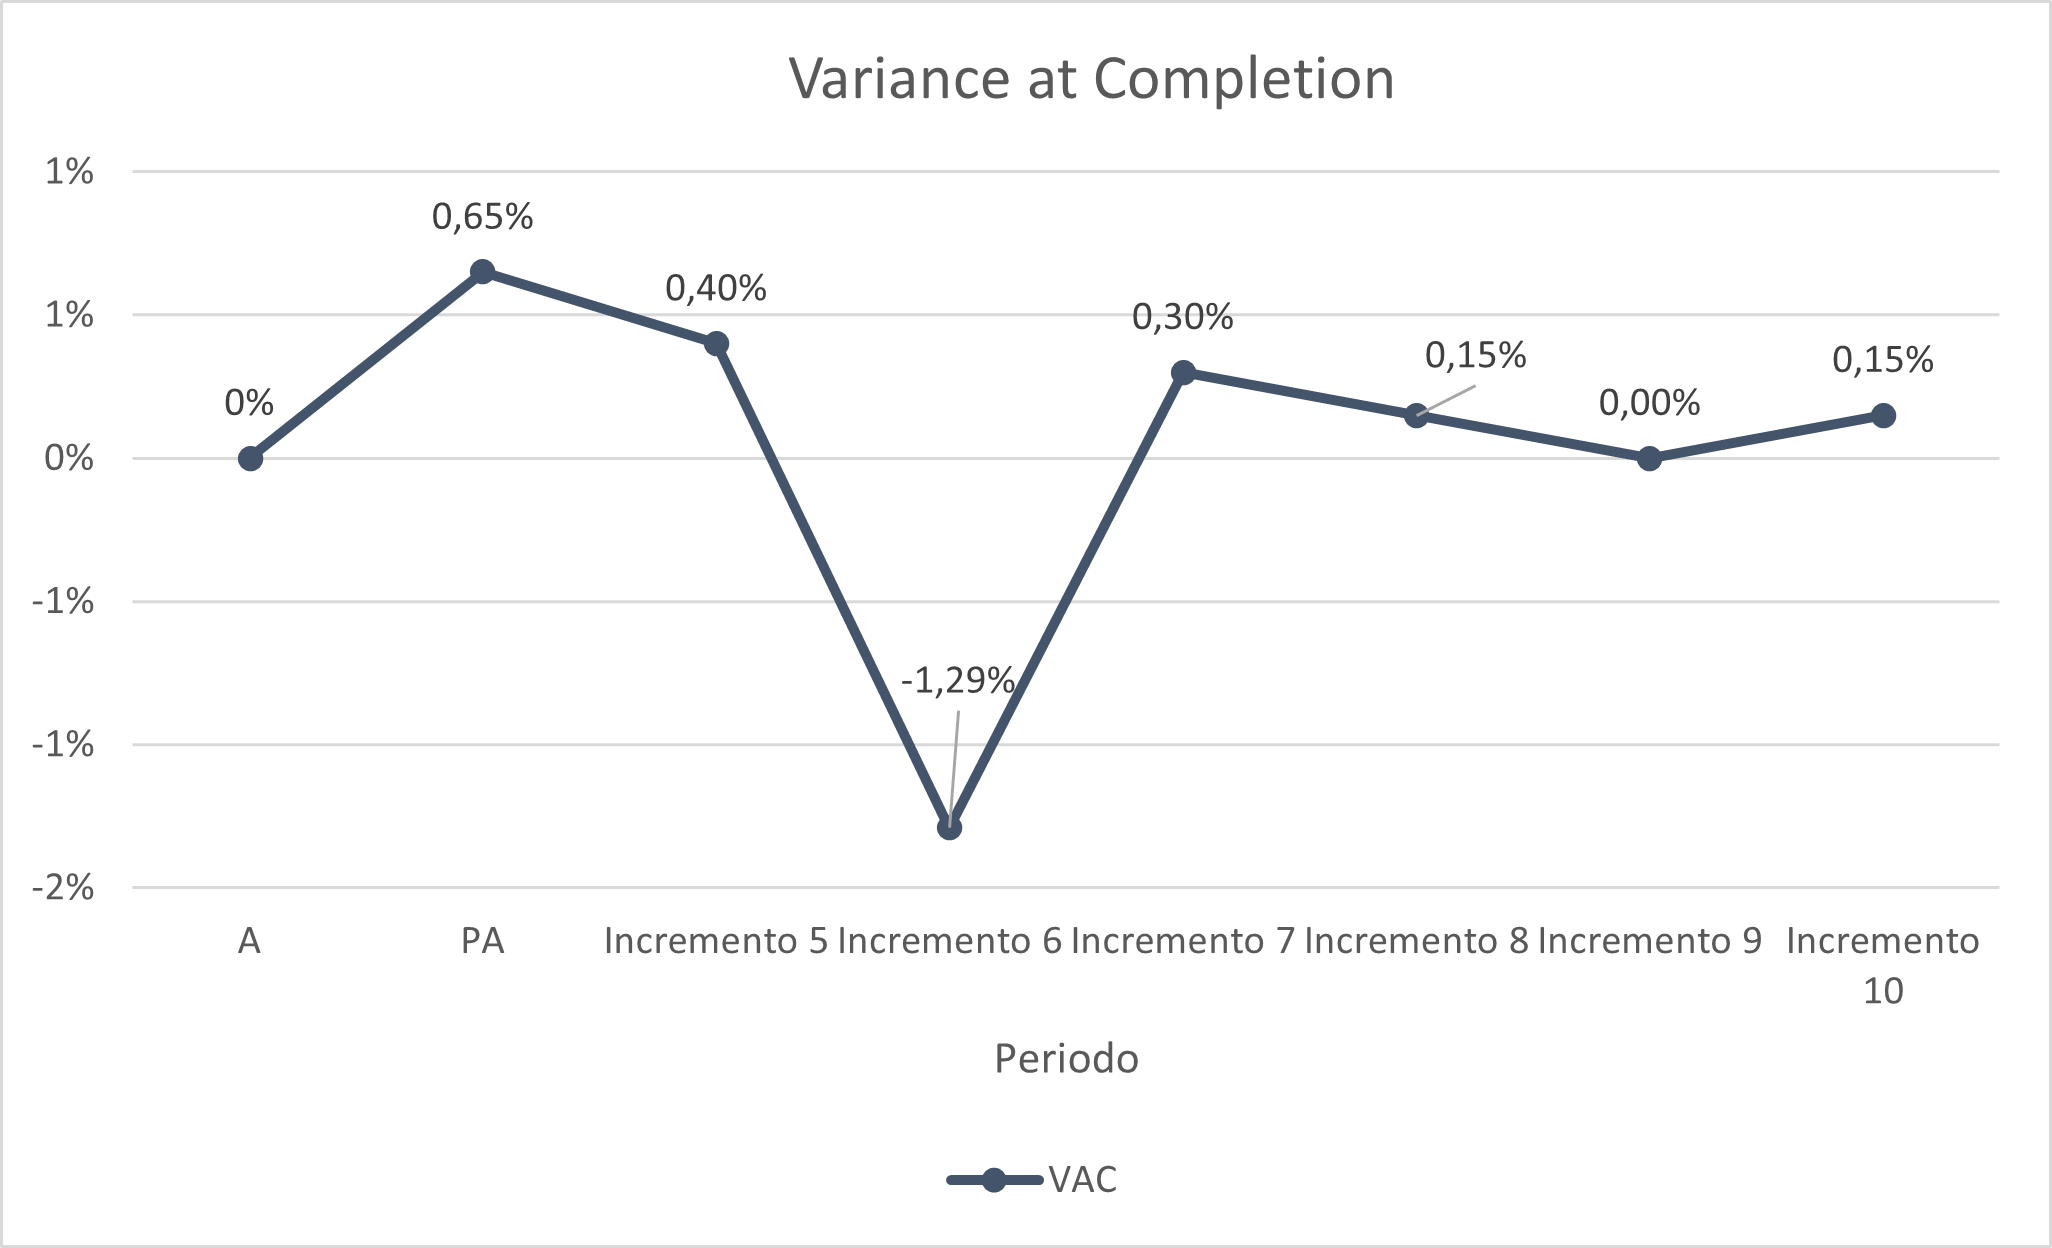 Variance at Completion
1%
1%
0%
-1%
-1%
-2%
0%
0,65%
0,40%
-1,29%
0,30%
0,15%
0,00%
0,15%
A
PA
Incremento 5
Incremento 6
Incremento 7
Incremento 8
Incremento 9
Incremento
10
Periodo
VAC